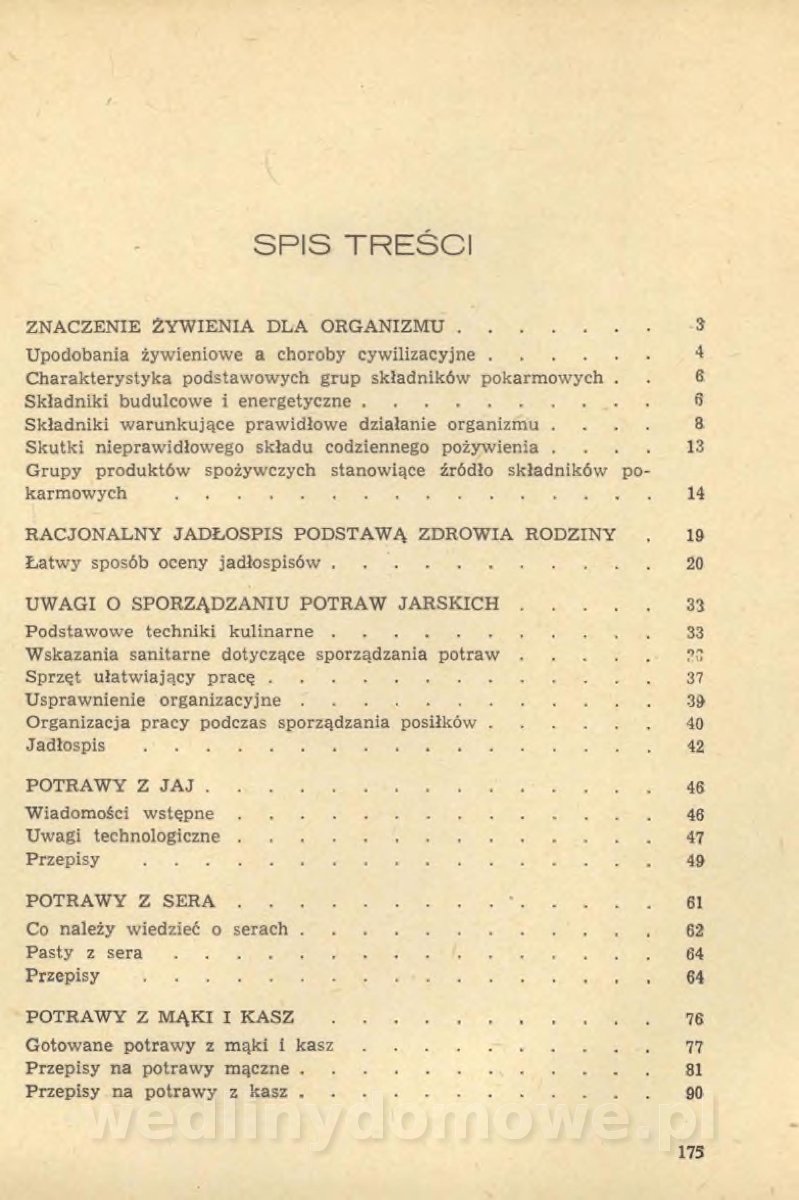 SPIS TREŚCI
ZNACZENIE ŻYWIENIA DLA ORGANIZMU . . . . . . . 3
Upodobania żywieniowe a choroby cywilizacyjne . . . . . . 4
Charakterystyka podstawowych grup składników pokarmowych . . 6
Składniki budulcowe i energetyczne . . . . . . . . . . 6
Składniki warunkujące prawidłowe działanie organizmu . . . . 8
Skutki nieprawidłowego składu codziennego pożywienia . . . . 13
Grupy produktów spożywczych stanowiące źródło składników po-
karmowych . . . . . . . . . . . . . . . . 14
RACJONALNY JADŁOSPIS PODSTAWĄ ZDROWIA RODZINY . 19
Łatwy sposób oceny jadłospisów . . . . . . . . . . . 20
UWAGI O SPORZĄDZANIU POTRAW JARSKICH . . . . . 33
Podstawowe techniki kulinarne . . . . . . . . . . . 33
Wskazania sanitarne dotyczące sporządzania potraw . . . . .
Sprzęt ułatwiający pracę . . . . . . . . . . . . . 37
Usprawnienie organizacyjne . . . . . . . . . . . . 39
Organizacja pracy podczas sporządzania posiłków . . . . . . 40
Jadłospis . . . . . . . . . . . . . . . . . 42
POTRAWY Z JAJ . . . . . . . . . . . . . . . 46
Wiadomości wstępne . . . . . . . . . . . . . . 46
Uwagi technologiczne . . . . . . . . . . . . . . 47
Przepisy . . . . . . . . . . . . . . . . . 49
POTRAWY Z SERA . . . . . . . . . . . . . . 61
Co należy wiedzieć o serach . . . . . . . . . . . . 62
Pasty z sera . . . . . . . . . . . . . . . . 64
Przepisy . . . . . . . . . . . . . . . . . 64
POTRAWY Z MĄKI I KASZ . . . . . . . . . . . 76
Gotowane potrawy z mąki i kasz . . . . . . . . . . 77
Przepisy na potrawy mączne . . . . . . . . . . . . 81
Przepisy na potrawy z kasz . . . . . . . . . . . . 90
wedlinydomowe.pl
175